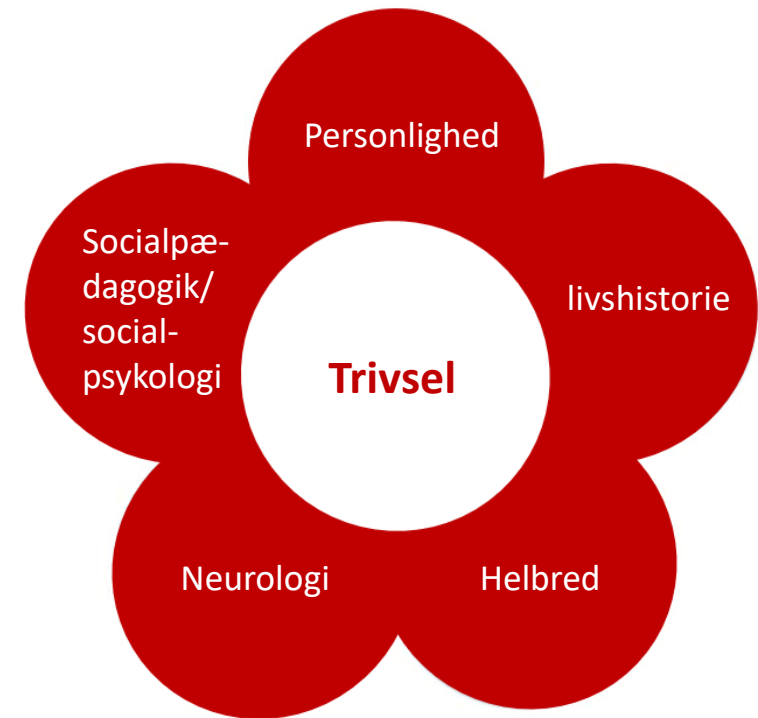 Personlighed
Socialpæ-
dagogik/
social-
psykologi
livshistorie
Trivsel
Neurologi
Helbred